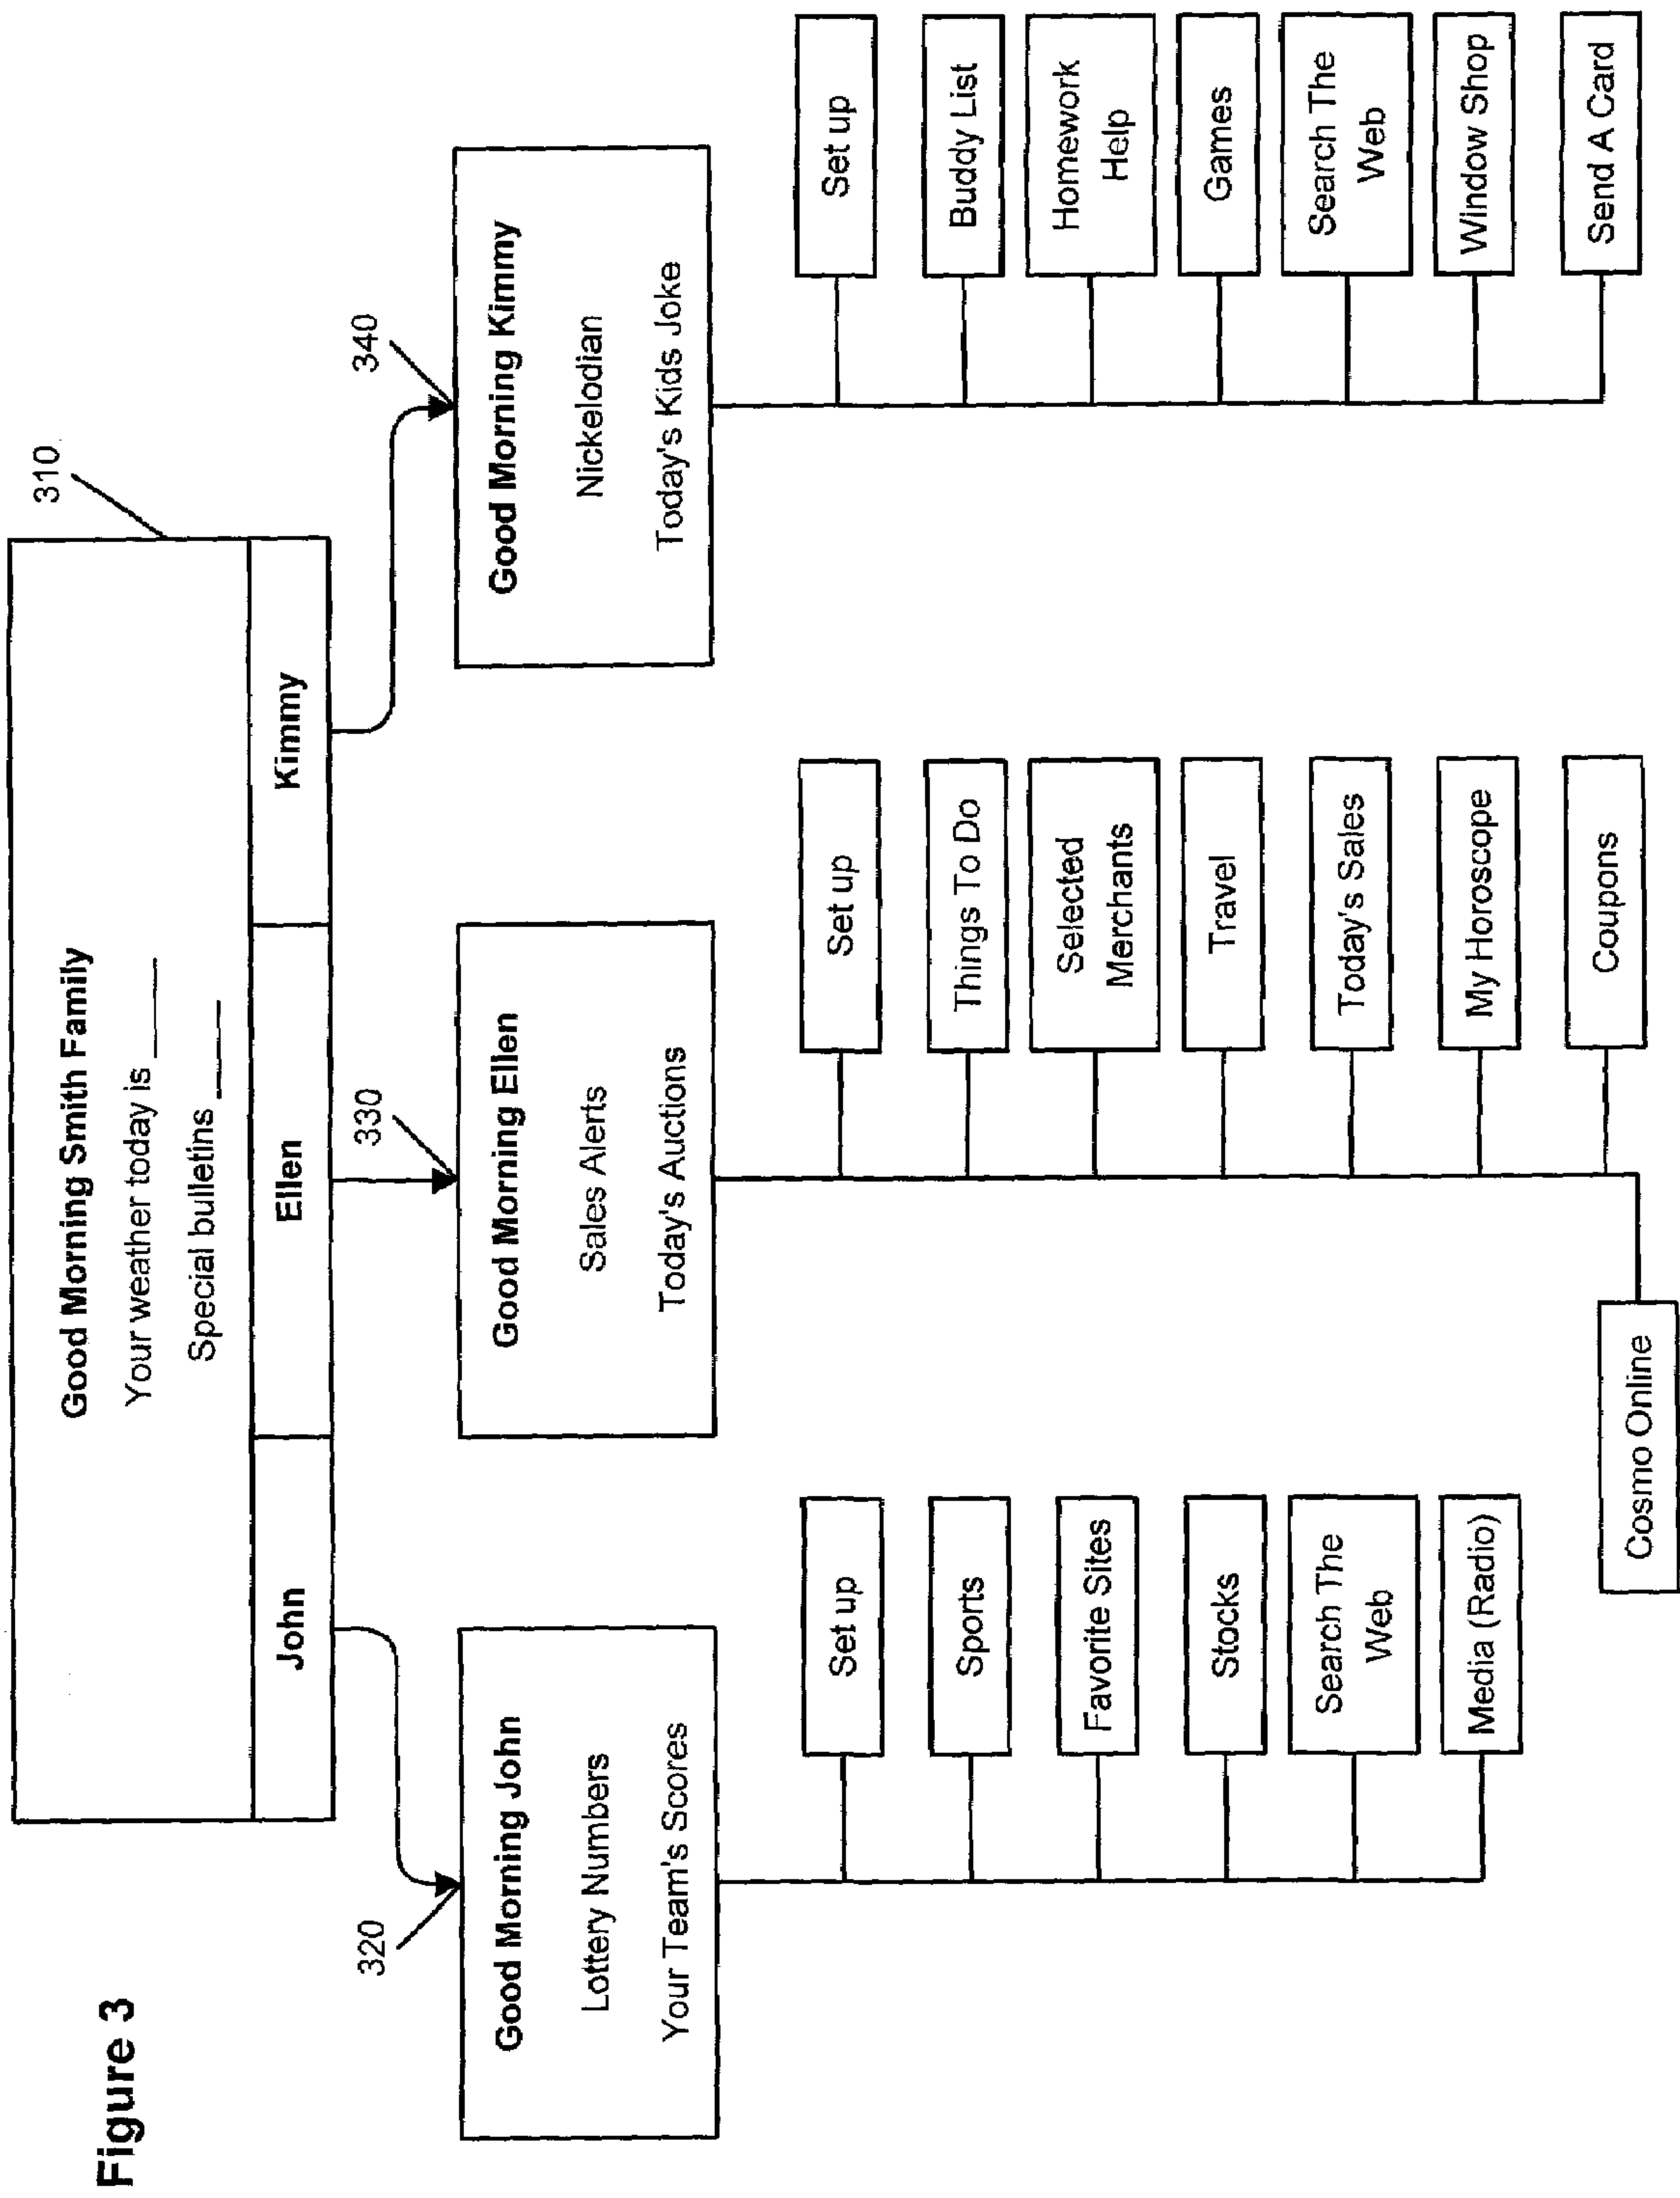 Figure 3
310
Good Morning Smith Family
Your weather today is ____
Special bulletins ____
John
Ellen
Kimmy
320
Good Morning John
Lottery Numbers
Your Team's Scores
Set up
Sports
Favorite Sites
Stocks
Search The
Web
Media (Radio)
330
Good Morning Ellen
Sales Alerts
Today's Auctions
Set up
Things To Do
Selected
Merchants
Travel
Today's Sales
My Horoscope
Coupons
Cosmo Online
340
Good Morning Kimmy
Nickelodian
Today's Kids Joke
Set up
Buddy List
Homework
Help
Games
Search The
Web
Window Shop
Send A Card